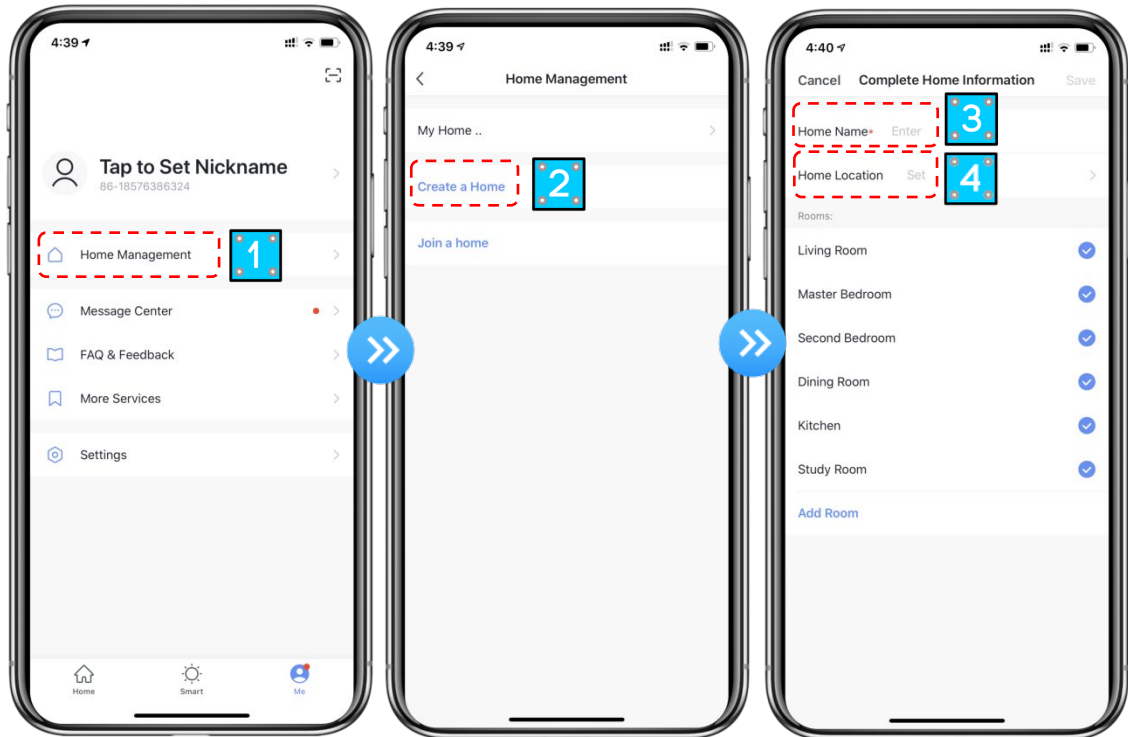 4:39
Tap to Set Nickname
86-18576386324
Home Management
1
Message Center
FAQ & Feedback
More Services
Settings
Home
Smart
Me
4:39
Home Management
My Home ..
Create a Home
2
Join a home
4:40
Cancel Complete Home Information Save
Home Name• Enter
3
Home Location Set
4
Rooms:
Living Room
Master Bedroom
Second Bedroom
Dining Room
Kitchen
Study Room
Add Room